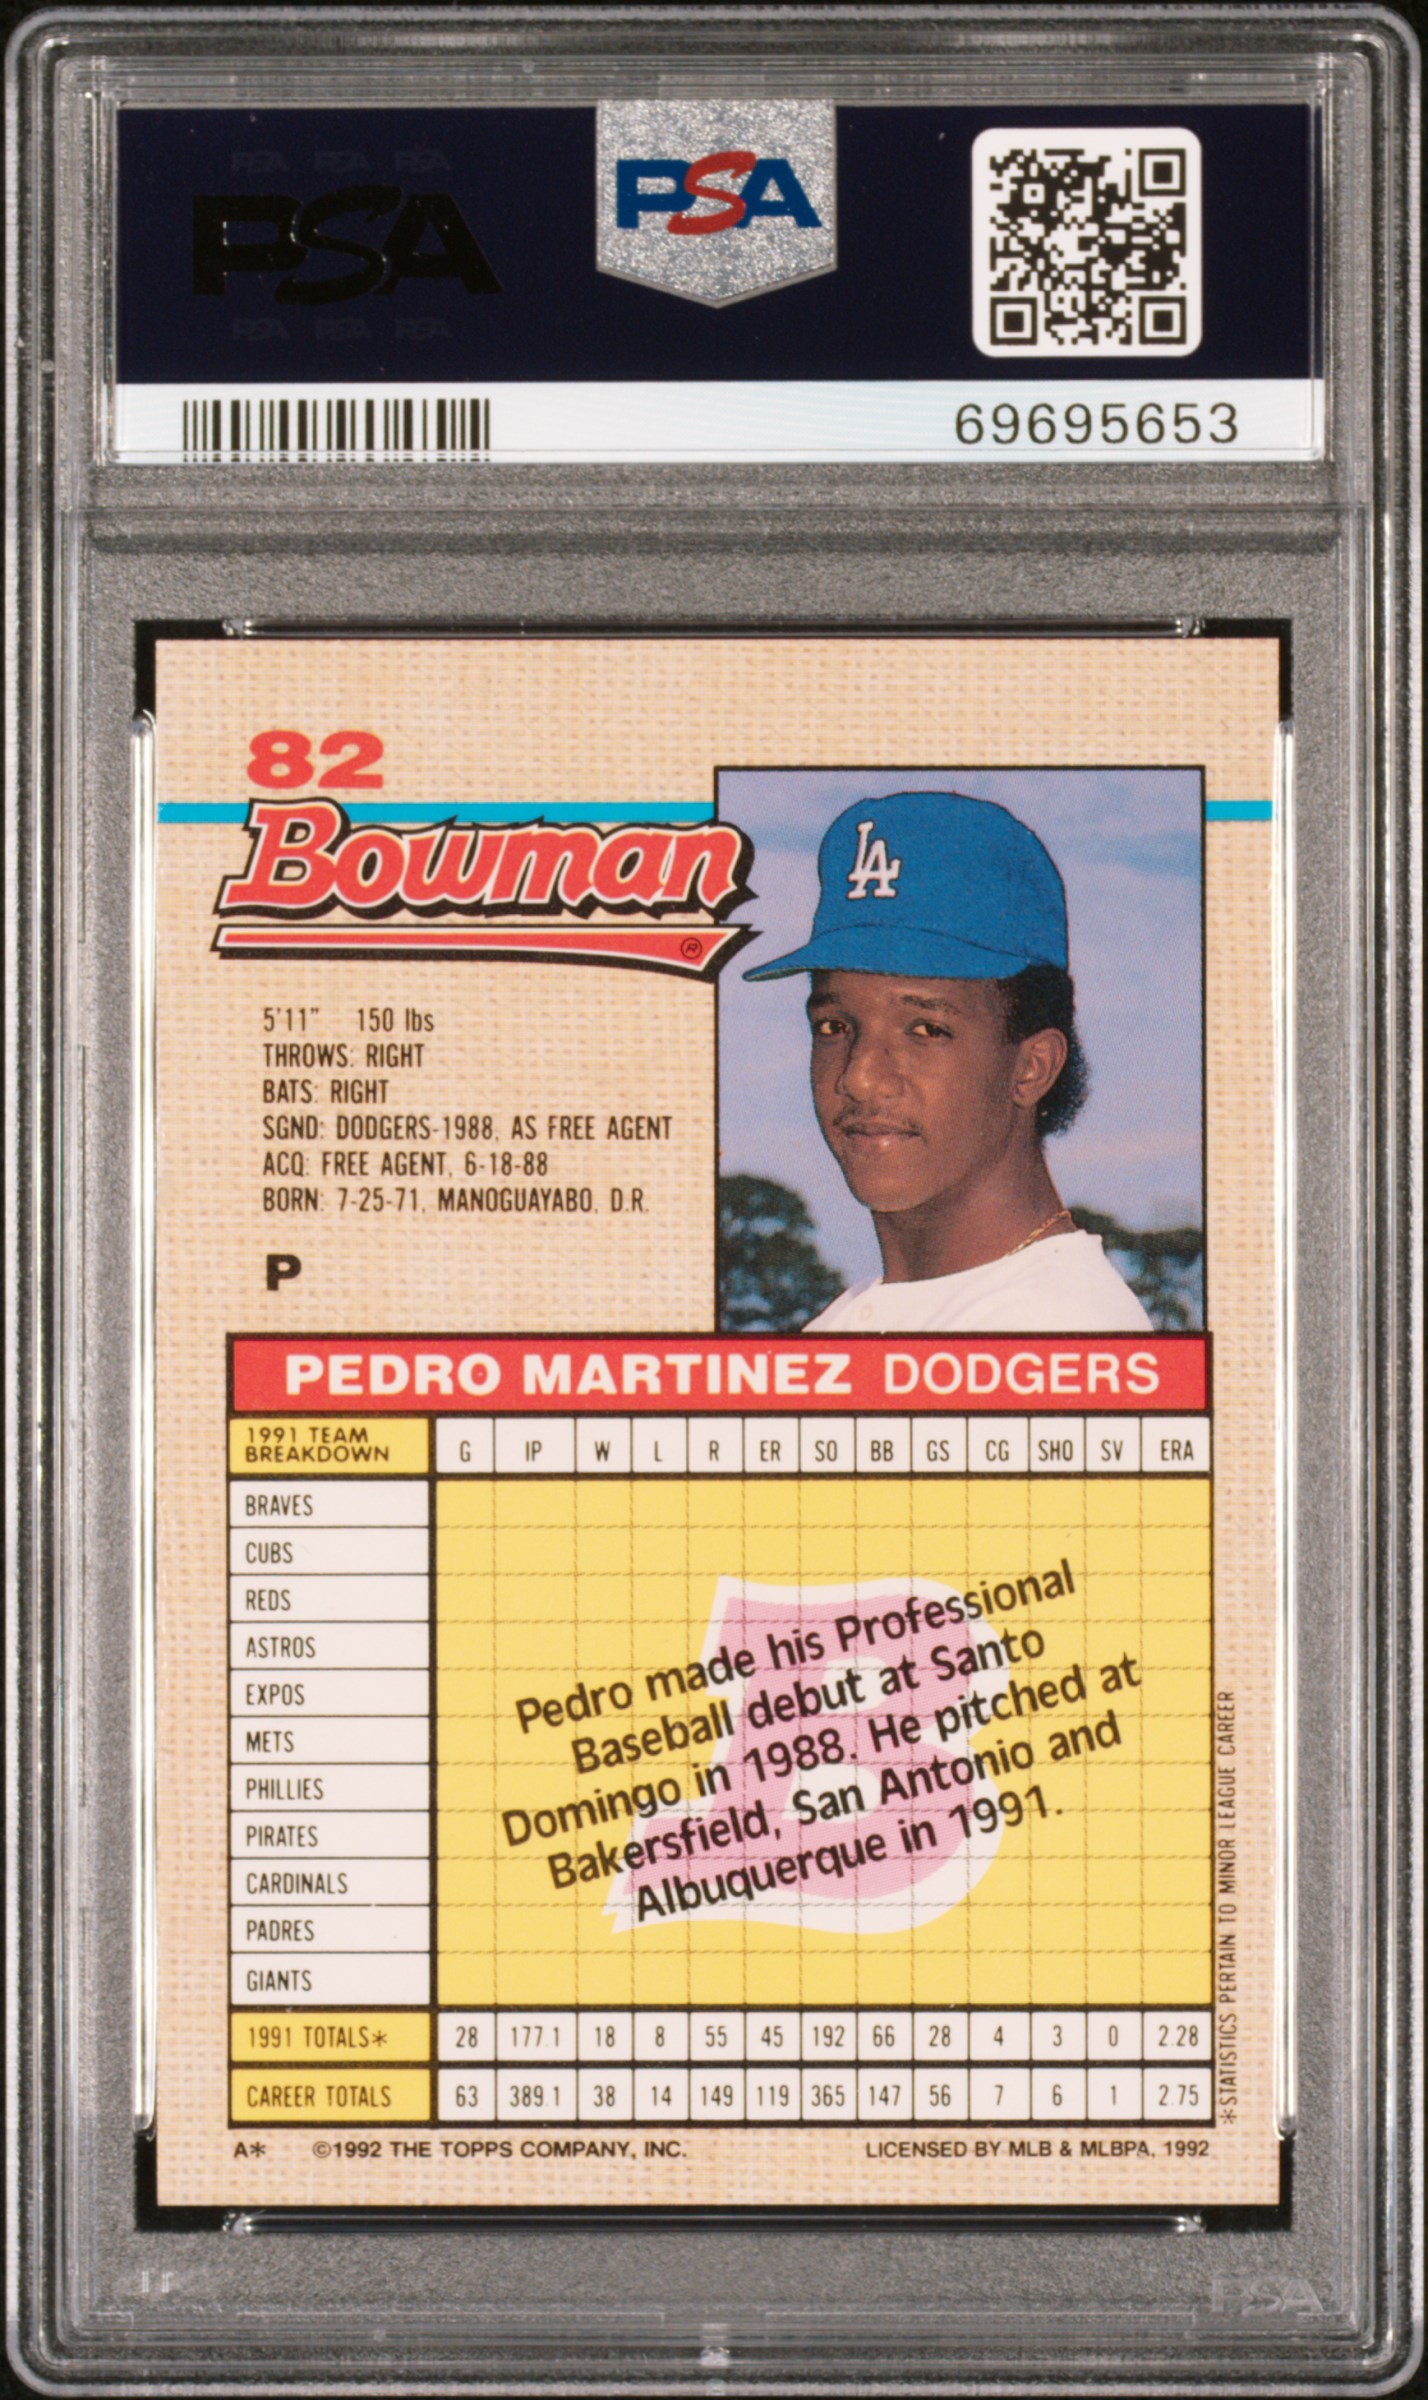 PSA PSA PSA
PSA
PSA PSA PSA
PSA
69695653
82
Bowman
®
5'11" 150 lbs
THROWS: RIGHT
BATS: RIGHT
SGND: DODGERS-1988, AS FREE AGENT
ACQ: FREE AGENT, 6-18-88
BORN: 7-25-71, MANOGUAYABO, D.R.
P
LA
PEDRO MARTINEZ DODGERS
1991 TEAM
BREAKDOWN G IP W L R ER SO BB GS CG SHO SV ERA
BRAVES
CUBS
REDS
ASTROS
EXPOS
METS
PHILLIES
PIRATES
CARDINALS
PADRES
GIANTS
B
Pedro made his Professional
Baseball debut at Santo
Domingo in 1988. He pitched at
Bakersfield, San Antonio and
Albuquerque in 1991.
1991 TOTALS* 28 177.1 18 8 55 45 192 66 28 4 3 0 2.28
CAREER TOTALS 63 389.1 38 14 149 119 365 147 56 7 6 1 2.75
*STATISTICS PERTAIN TO MINOR LEAGUE CAREER
A* ©1992 THE TOPPS COMPANY, INC. LICENSED BY MLB & MLBPA, 1992
PSA